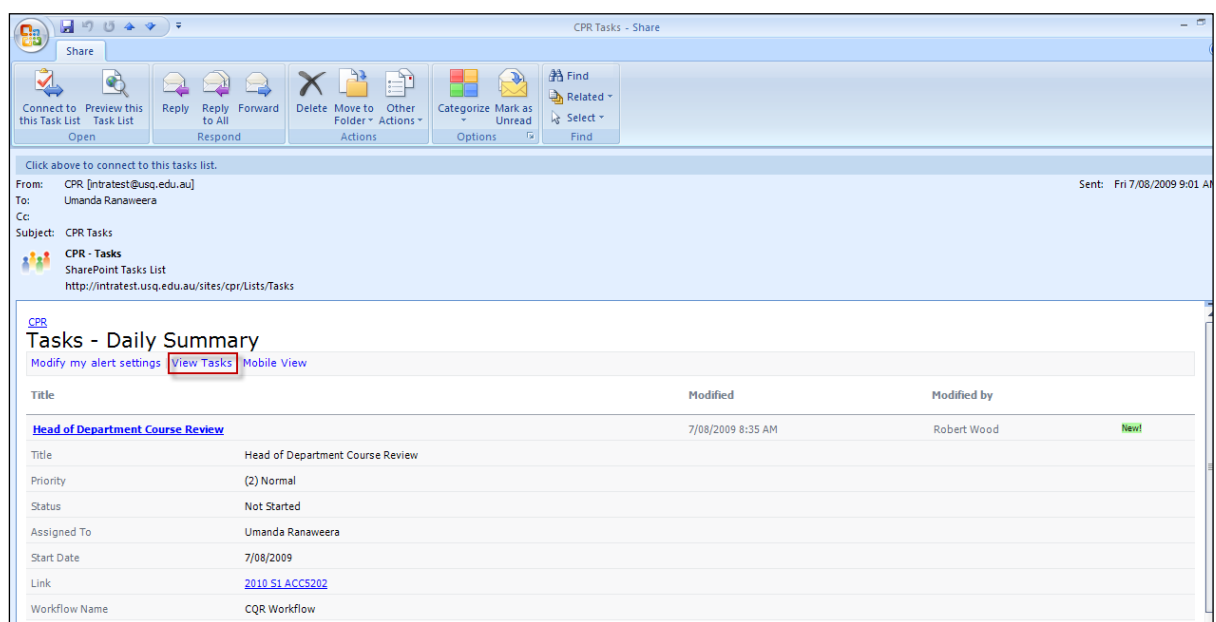 CPR Tasks - Share
Share
Connect to this Task List
Preview this Task List
Reply
Reply to All
Forward
Delete
Move to Folder
Other Actions
Categorize
Mark as Unread
Find
Related
Select
Open
Respond
Actions
Options
Find
Click above to connect to this tasks list.
From: CPR [intratest@usq.edu.au]
Sent: Fri 7/08/2009 9:01
To: Umanda Ranaweera
Cc:
Subject: CPR Tasks
CPR - Tasks
SharePoint Tasks List
http://intratest.usq.edu.au/sites/cpr/Lists/Tasks
CPR
Tasks - Daily Summary
Modify my alert settings | View Tasks Mobile View
Title Modified Modified by
Head of Department Course Review 7/08/2009 8:35 AM Robert Wood New!
Title Head of Department Course Review
Priority (2) Normal
Status Not Started
Assigned To Umanda Ranaweera
Start Date 7/08/2009
Link 2010 S1 ACC5202
Workflow Name CQR Workflow